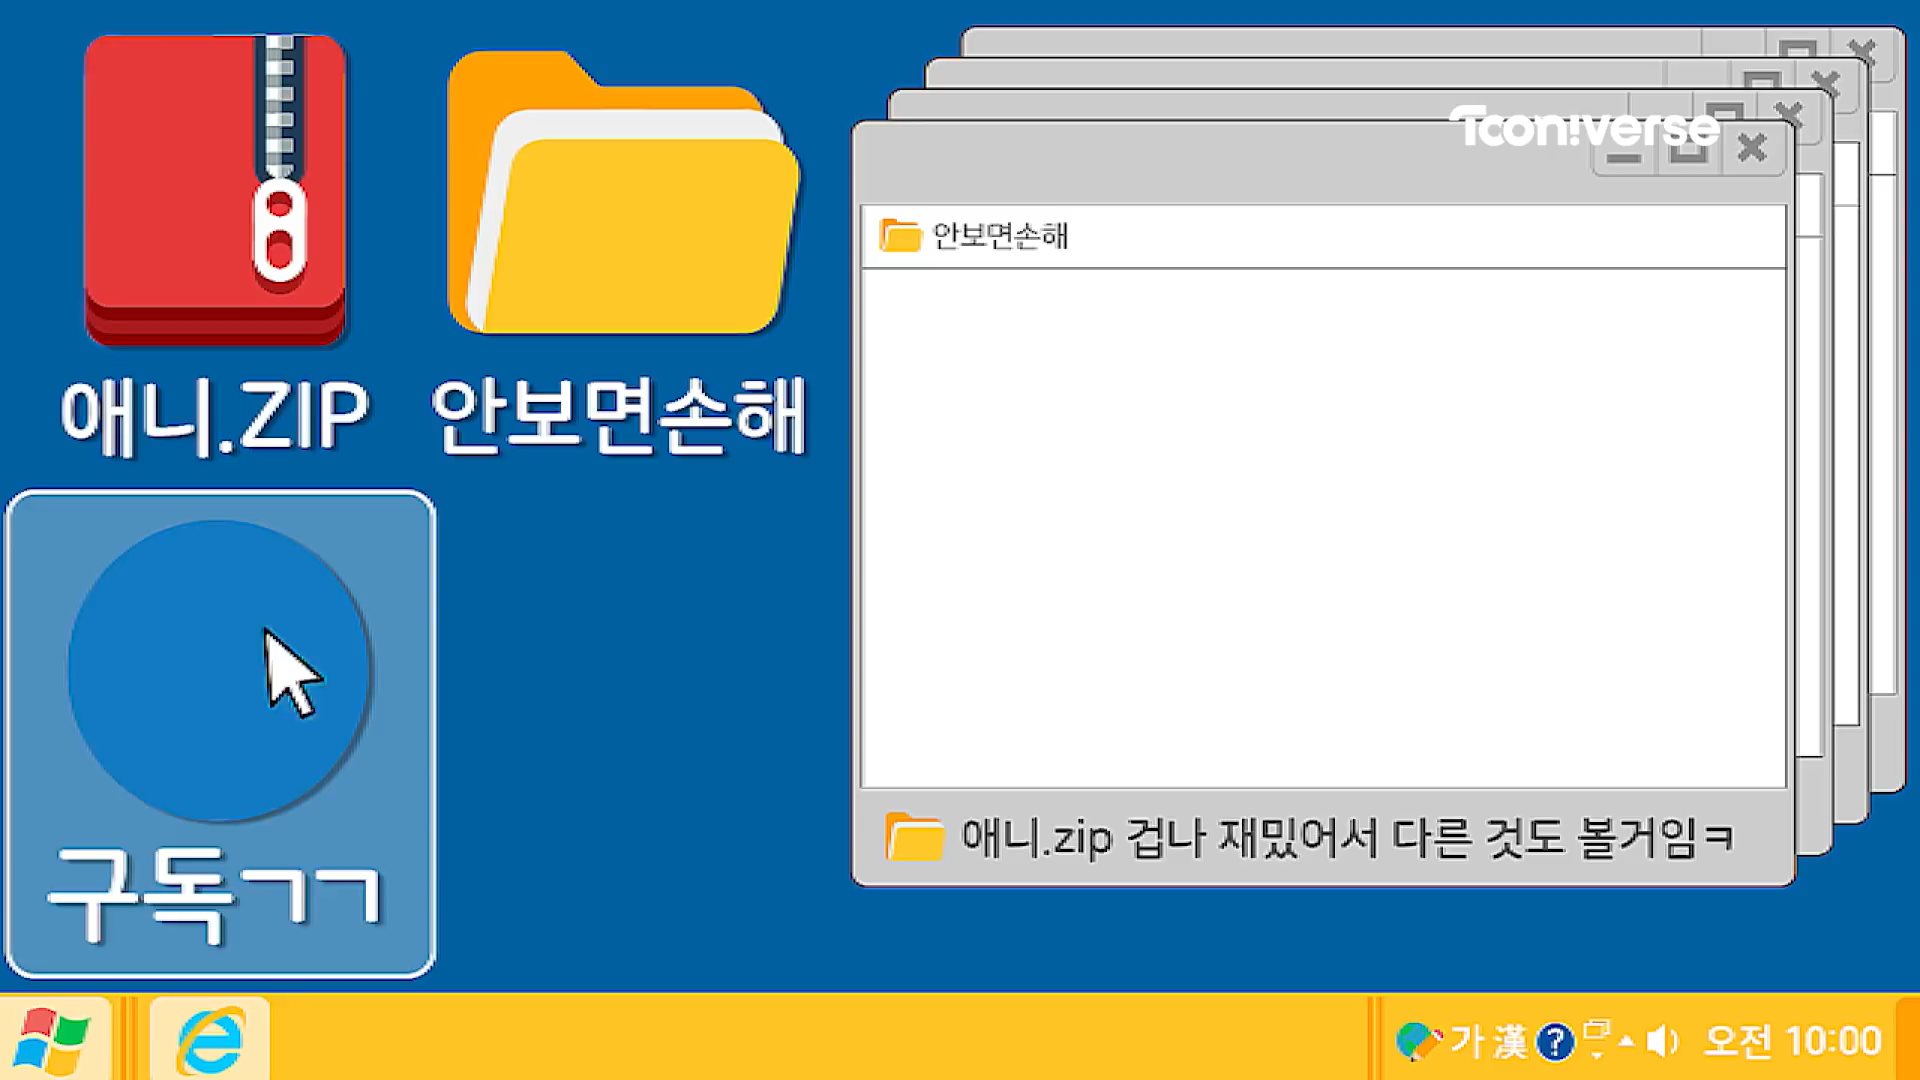 애니.ZIP
안보면손해
구독ㄱㄱ
Tconiverse
안보면손해
애니.zip 겁나 재밌어서 다른 것도 볼거임ㅋ
가 漢 ? 오전 10:00